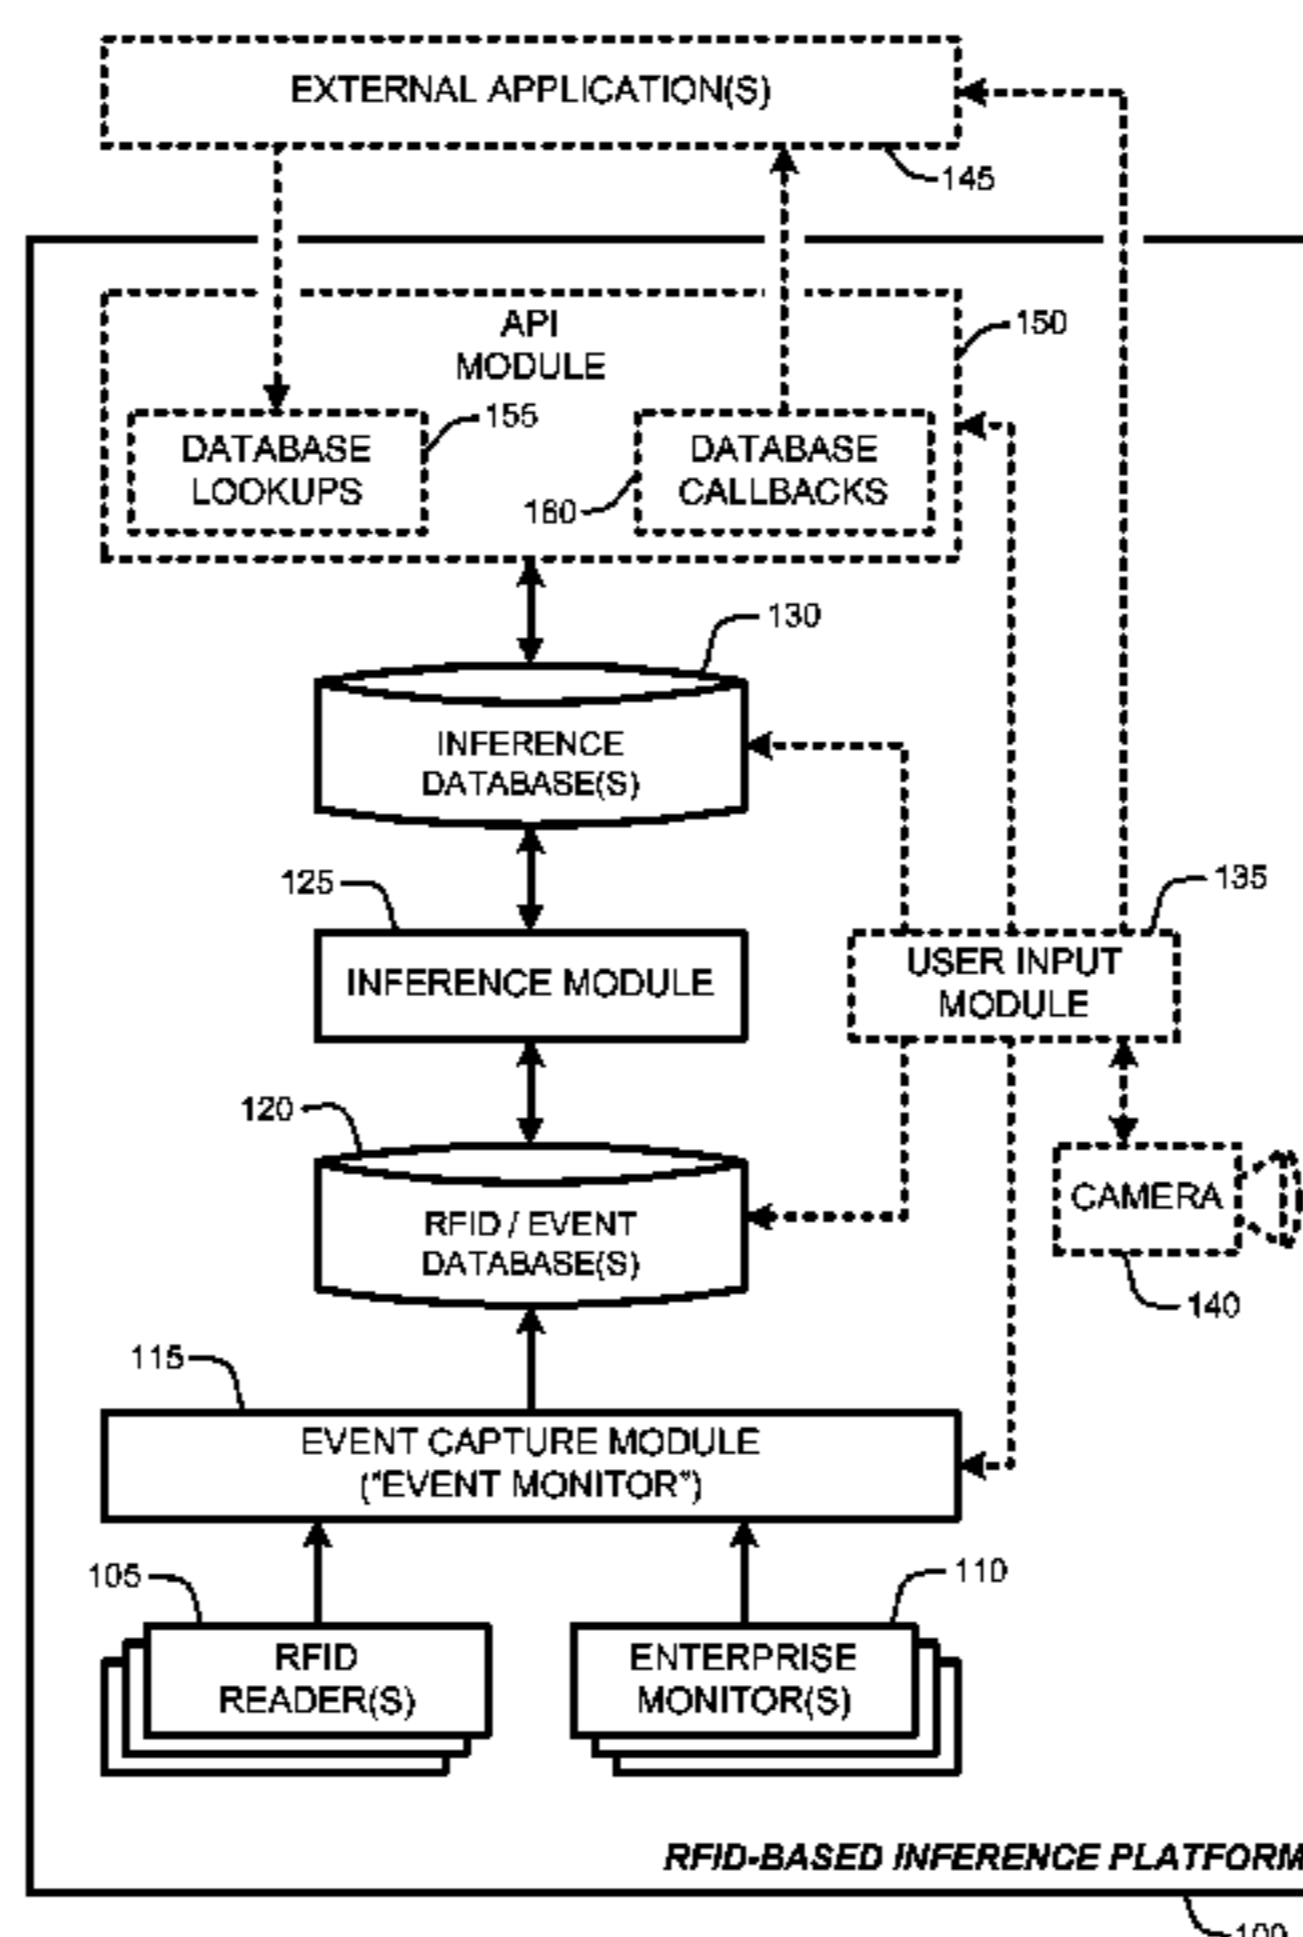 EXTERNAL APPLICATION(S)
145
API
MODULE
150
155
DATABASE
LOOKUPS
160
DATABASE
CALLBACKS
130
INFERENCE
DATABASE(S)
125
135
INFERENCE MODULE
USER INPUT
MODULE
120
RFID / EVENT
DATABASE(S)
CAMERA
140
115
EVENT CAPTURE MODULE
("EVENT MONITOR")
105
110
RFID
READER(S)
ENTERPRISE
MONITOR(S)
RFID-BASED INFERENCE PLATFORM
100